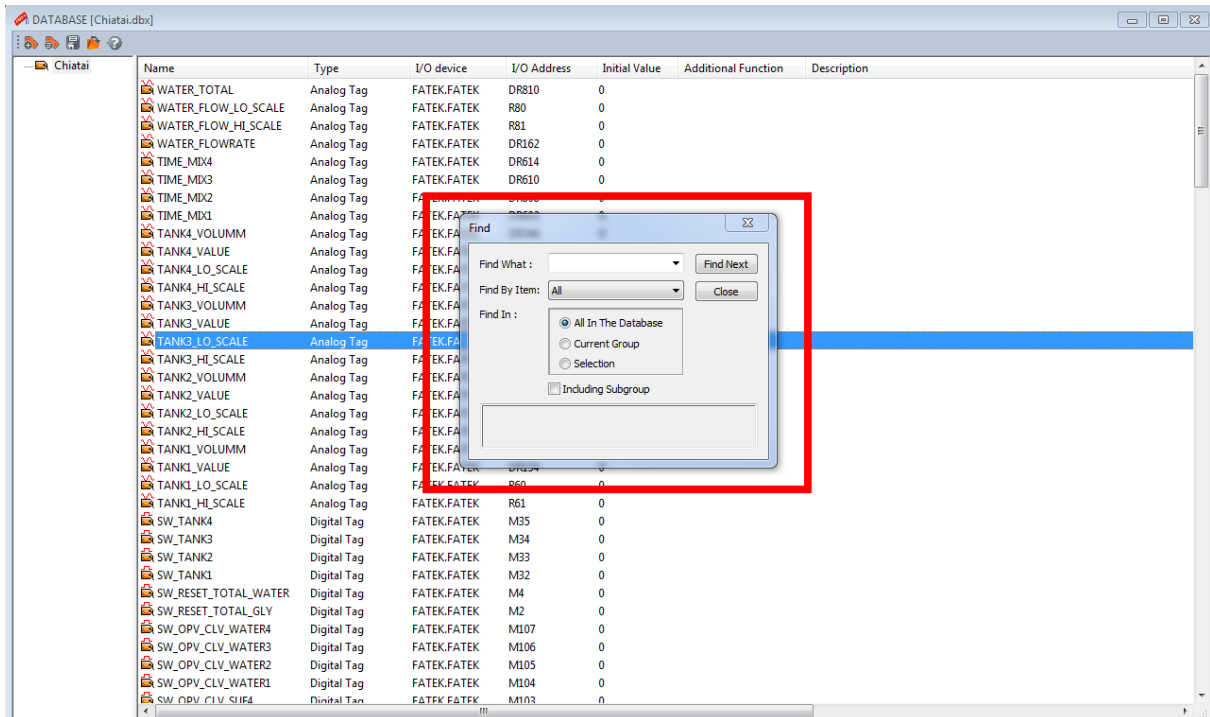 DATABASE [Chiatai.dbx]
Chiatai
Name Type I/O device I/O Address Initial Value Additional Function Description
WATER_TOTAL Analog Tag FATEK.FATEK DR810 0
WATER_FLOW_LO_SCALE Analog Tag FATEK.FATEK R80 0
WATER_FLOW_HI_SCALE Analog Tag FATEK.FATEK R81 0
WATER_FLOWRATE Analog Tag FATEK.FATEK DR162 0
TIME_MIX4 Analog Tag FATEK.FATEK DR614 0
TIME_MIX3 Analog Tag FATEK.FATEK DR610 0
TIME_MIX2 Analog Tag
TIME_MIX1 Analog Tag
TANK4_VOLUMM Analog Tag
TANK4_VALUE Analog Tag
TANK4_LO_SCALE Analog Tag
TANK4_HI_SCALE Analog Tag
TANK3_VOLUMM Analog Tag
TANK3_VALUE Analog Tag
TANK3_LO_SCALE Analog Tag
TANK3_HI_SCALE Analog Tag
TANK2_VOLUMM Analog Tag
TANK2_VALUE Analog Tag
TANK2_LO_SCALE Analog Tag
TANK2_HI_SCALE Analog Tag
TANK1_VOLUMM Analog Tag
TANK1_VALUE Analog Tag
TANK1_LO_SCALE Analog Tag R60 0
TANK1_HI_SCALE Analog Tag FATEK.FATEK R61 0
SW_TANK4 Digital Tag FATEK.FATEK M35 0
SW_TANK3 Digital Tag FATEK.FATEK M34 0
SW_TANK2 Digital Tag FATEK.FATEK M33 0
SW_TANK1 Digital Tag FATEK.FATEK M32 0
SW_RESET_TOTAL_WATER Digital Tag FATEK.FATEK M4 0
SW_RESET_TOTAL_GLY Digital Tag FATEK.FATEK M2 0
SW_OPV_CLV_WATER4 Digital Tag FATEK.FATEK M107 0
SW_OPV_CLV_WATER3 Digital Tag FATEK.FATEK M106 0
SW_OPV_CLV_WATER2 Digital Tag FATEK.FATEK M105 0
SW_OPV_CLV_WATER1 Digital Tag FATEK.FATEK M104 0
SW_OPV_CLV_SUF4 Digital Tag FATEK.FATEK M103 0
Find
Find What :
Find Next
Find By Item: All
Close
Find In :
All In The Database
Current Group
Selection
Including Subgroup